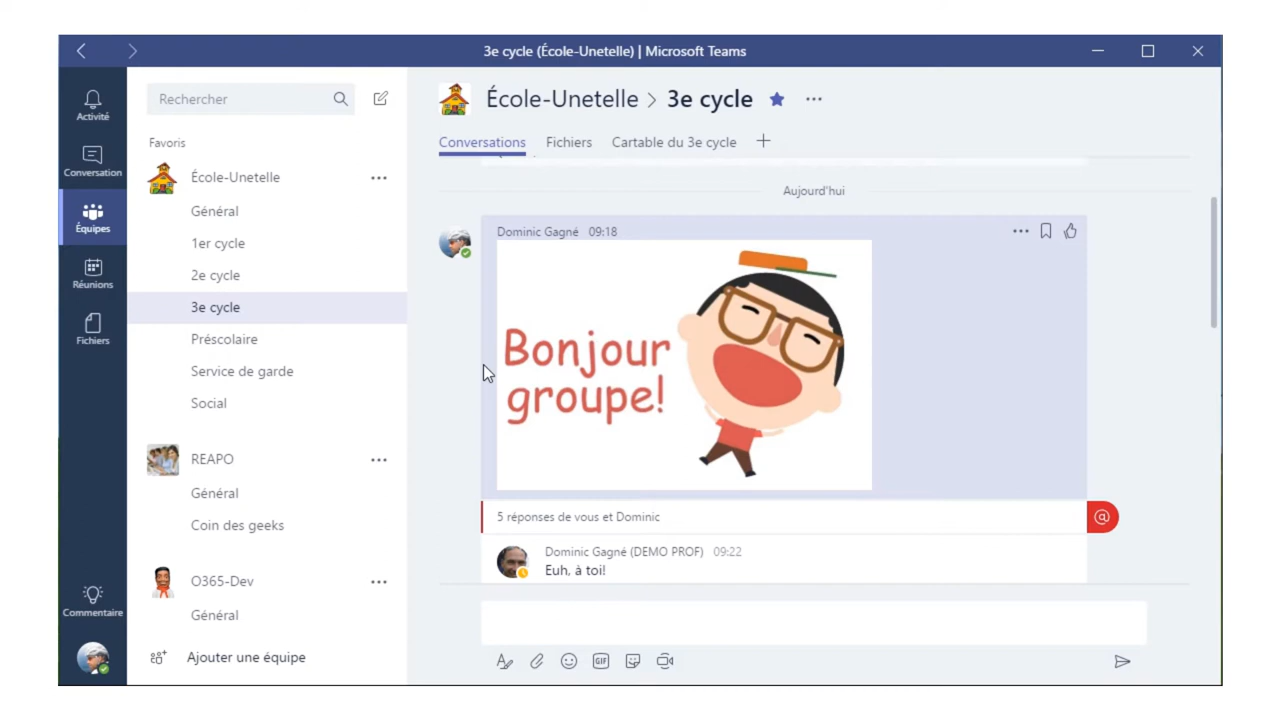 3e cycle (École-Unetelle) | Microsoft Teams
Activité
Conversation
Équipes
Réunions
Fichiers
Commentaire
Rechercher
Favoris
École-Unetelle
Général
1er cycle
2e cycle
3e cycle
Préscolaire
Service de garde
Social
REAPO
Général
Coin des geeks
O365-Dev
Général
Ajouter une équipe
École-Unetelle > 3e cycle
Conversations Fichiers Cartable du 3e cycle
Aujourd'hui
Dominic Gagné 09:18
Bonjour
groupe!
5 réponses de vous et Dominic
@
Dominic Gagné (DEMO PROF) 09:22
Euh, à toi!
GIF